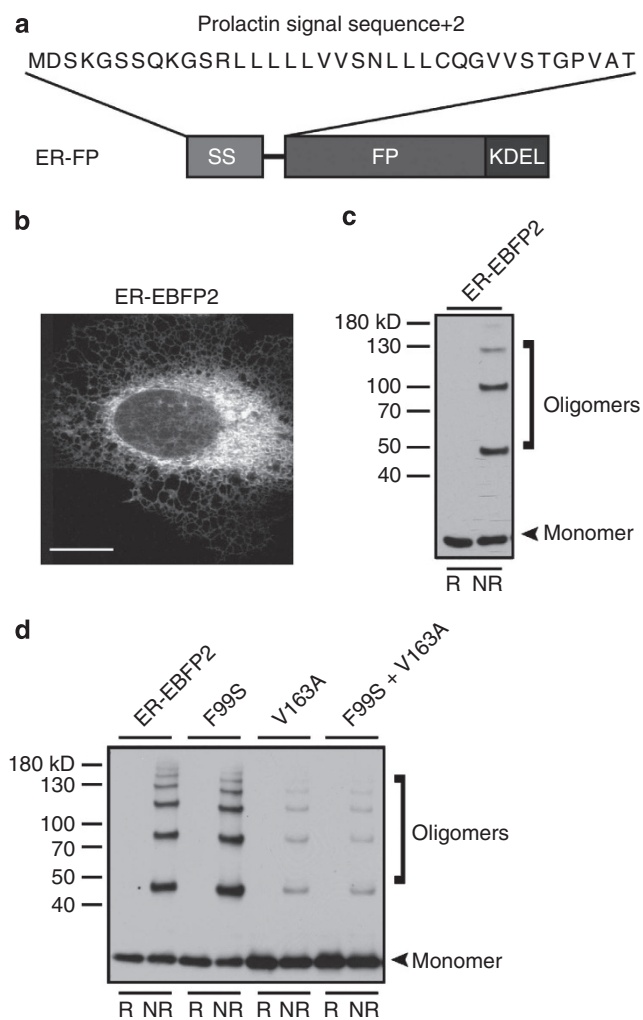 a
Prolactin signal sequence+2
MDSKGSSQKGSRLLLLLVVSNLLLCQGVVSTGPVAT
ER-FP
SS
FP
KDEL
b
ER-EBFP2
c
ER-EBFP2
180 kD
130
100
70
50
40
Oligomers
Monomer
R NR
d
ER-EBFP2
F99S
V163A
F99S + V163A
180 kD
130
100
70
50
40
Oligomers
Monomer
R NR R NR R NR R NR